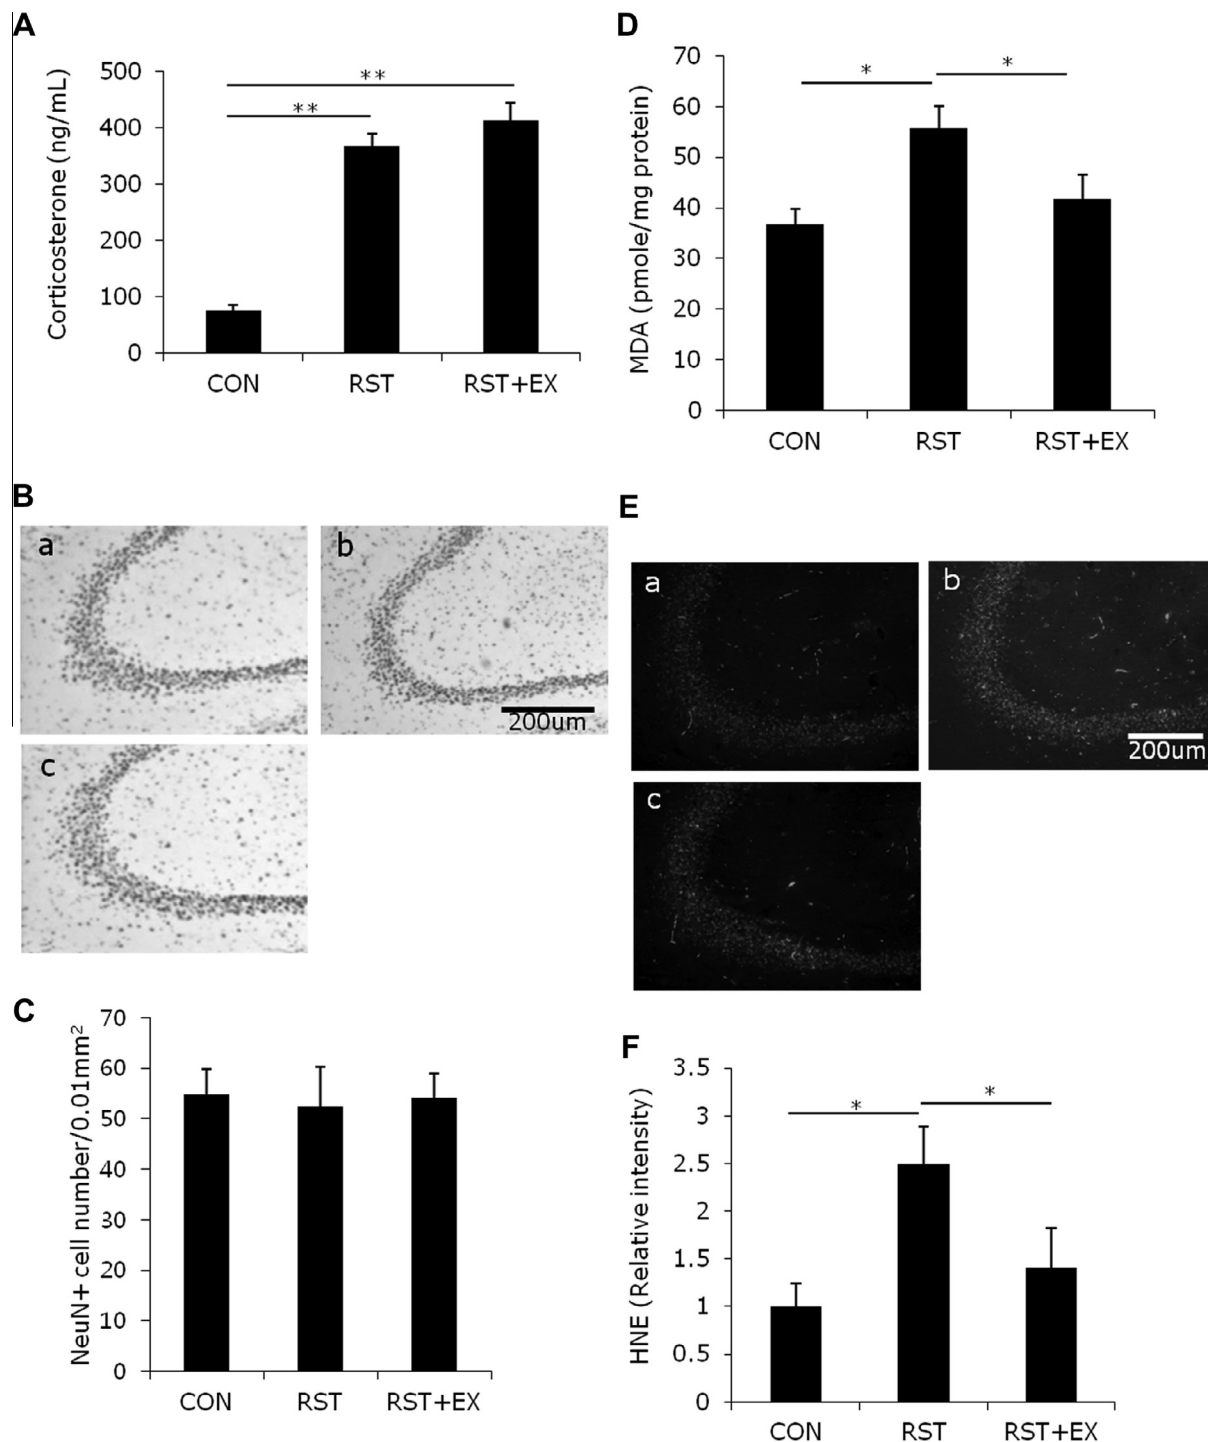 A
Corticosterone (ng/mL)
500
400
300
200
100
0
**
**
CON RST RST+EX
B
a
b
200um
c
C
NeuN+ cell number/0.01mm²
70
60
50
40
30
20
10
0
CON RST RST+EX
D
MDA (pmole/mg protein)
70
60
50
40
30
20
10
0
* *
CON RST RST+EX
E
a
b
200um
c
F
HNE (Relative intensity)
3.5
3
2.5
2
1.5
1
0.5
0
* *
CON RST RST+EX